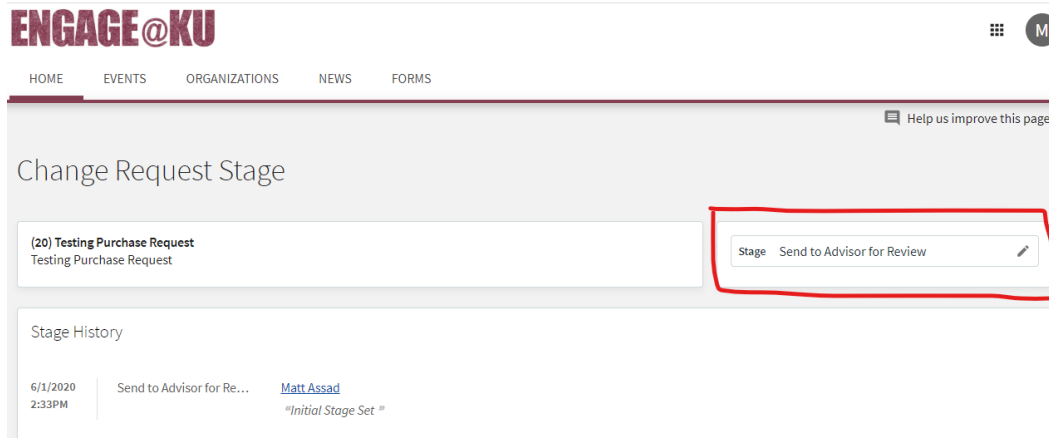 ENGAGE@KU
M
HOME EVENTS ORGANIZATIONS NEWS FORMS
Help us improve this page
Change Request Stage
(20) Testing Purchase Request
Testing Purchase Request
Stage Send to Advisor for Review
Stage History
6/1/2020 Send to Advisor for Re... Matt Assad
2:33PM "Initial Stage Set "